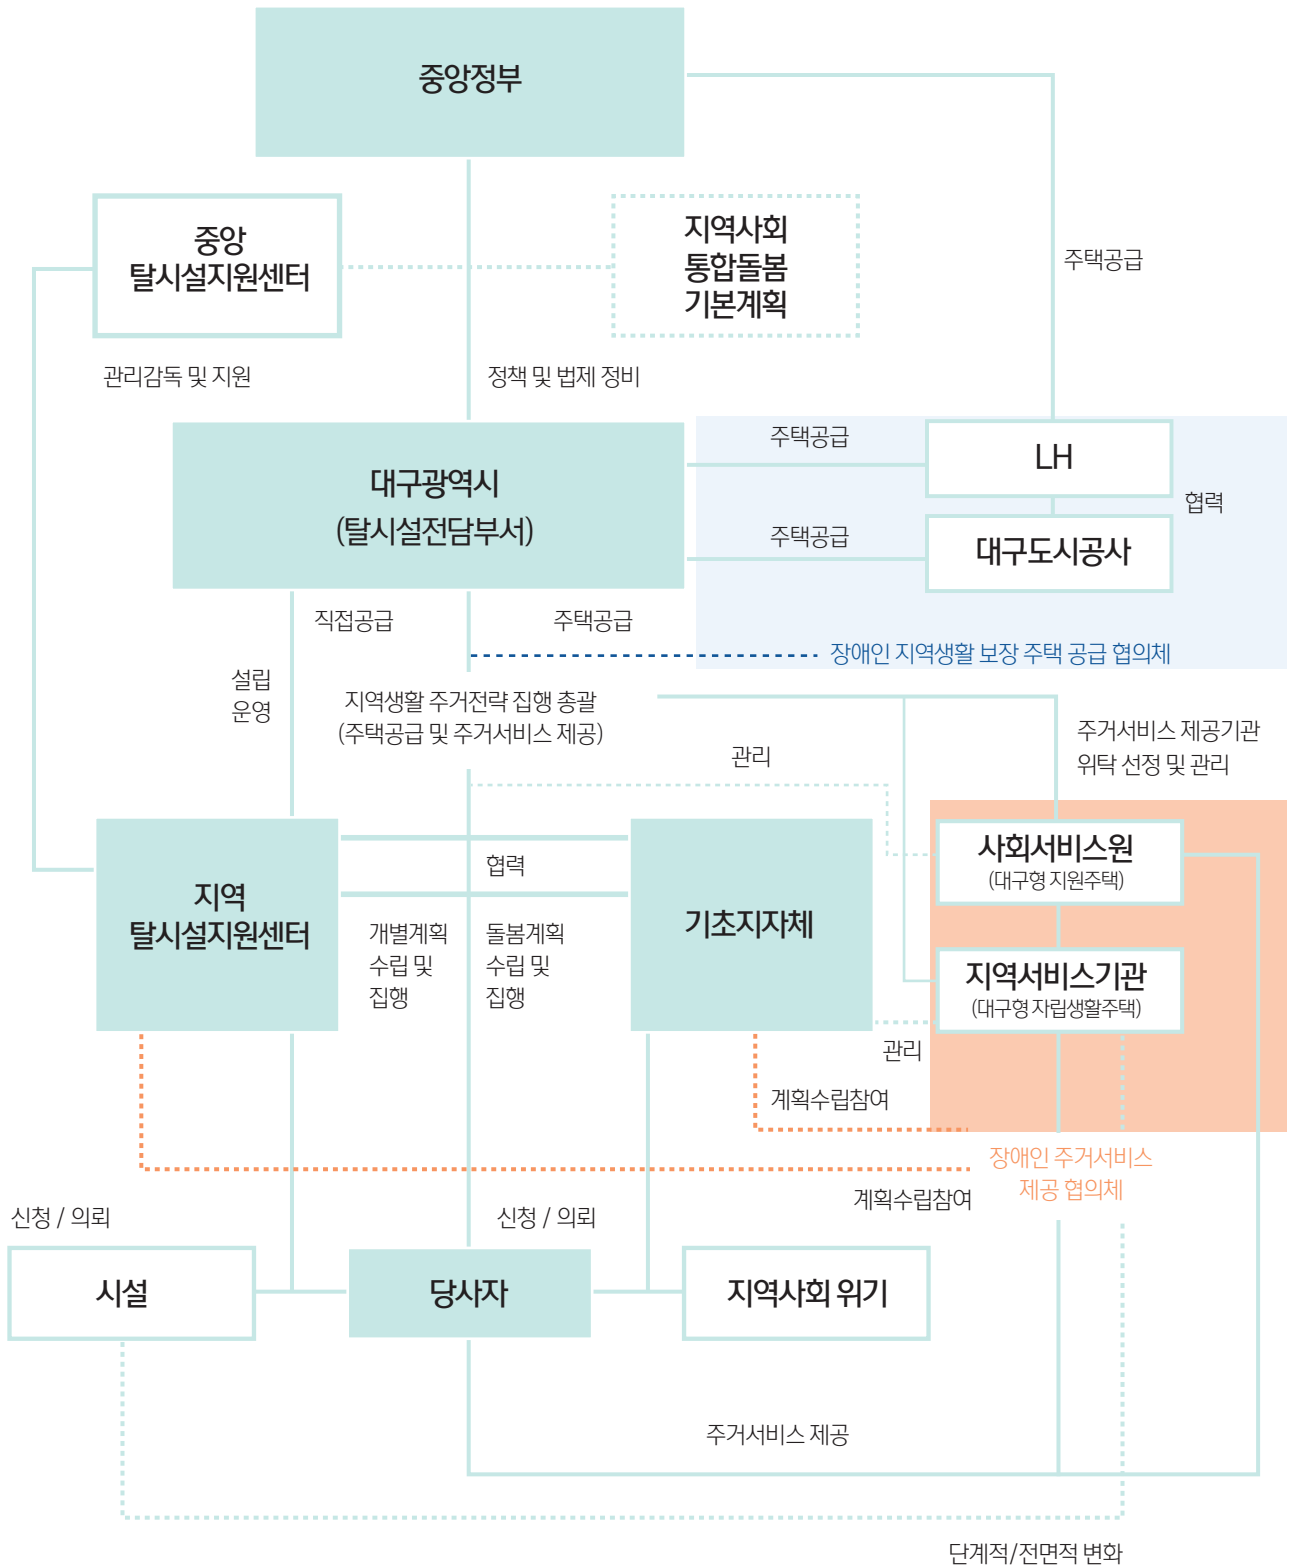 중앙정부
중앙
탈시설지원센터
지역사회
통합돌봄
기본계획
주택공급
관리감독 및 지원
정책 및 법제 정비
대구광역시
(탈시설전담부서)
주택공급
LH
협력
주택공급
대구도시공사
직접공급
주택공급
장애인 지역생활 보장 주택 공급 협의체
설립
운영
지역생활 주거전략 집행 총괄
(주택공급 및 주거서비스 제공)
관리
주거서비스 제공기관
위탁 선정 및 관리
사회서비스원
(대구형 지원주택)
지역
탈시설지원센터
협력
개별계획
수립 및
집행
돌봄계획
수립 및
집행
기초지자체
지역서비스기관
(대구형 자립생활주택)
관리
계획수립참여
장애인 주거서비스
제공 협의체
계획수립참여
신청 / 의뢰
신청 / 의뢰
시설
당사자
지역사회 위기
주거서비스 제공
단계적/전면적 변화